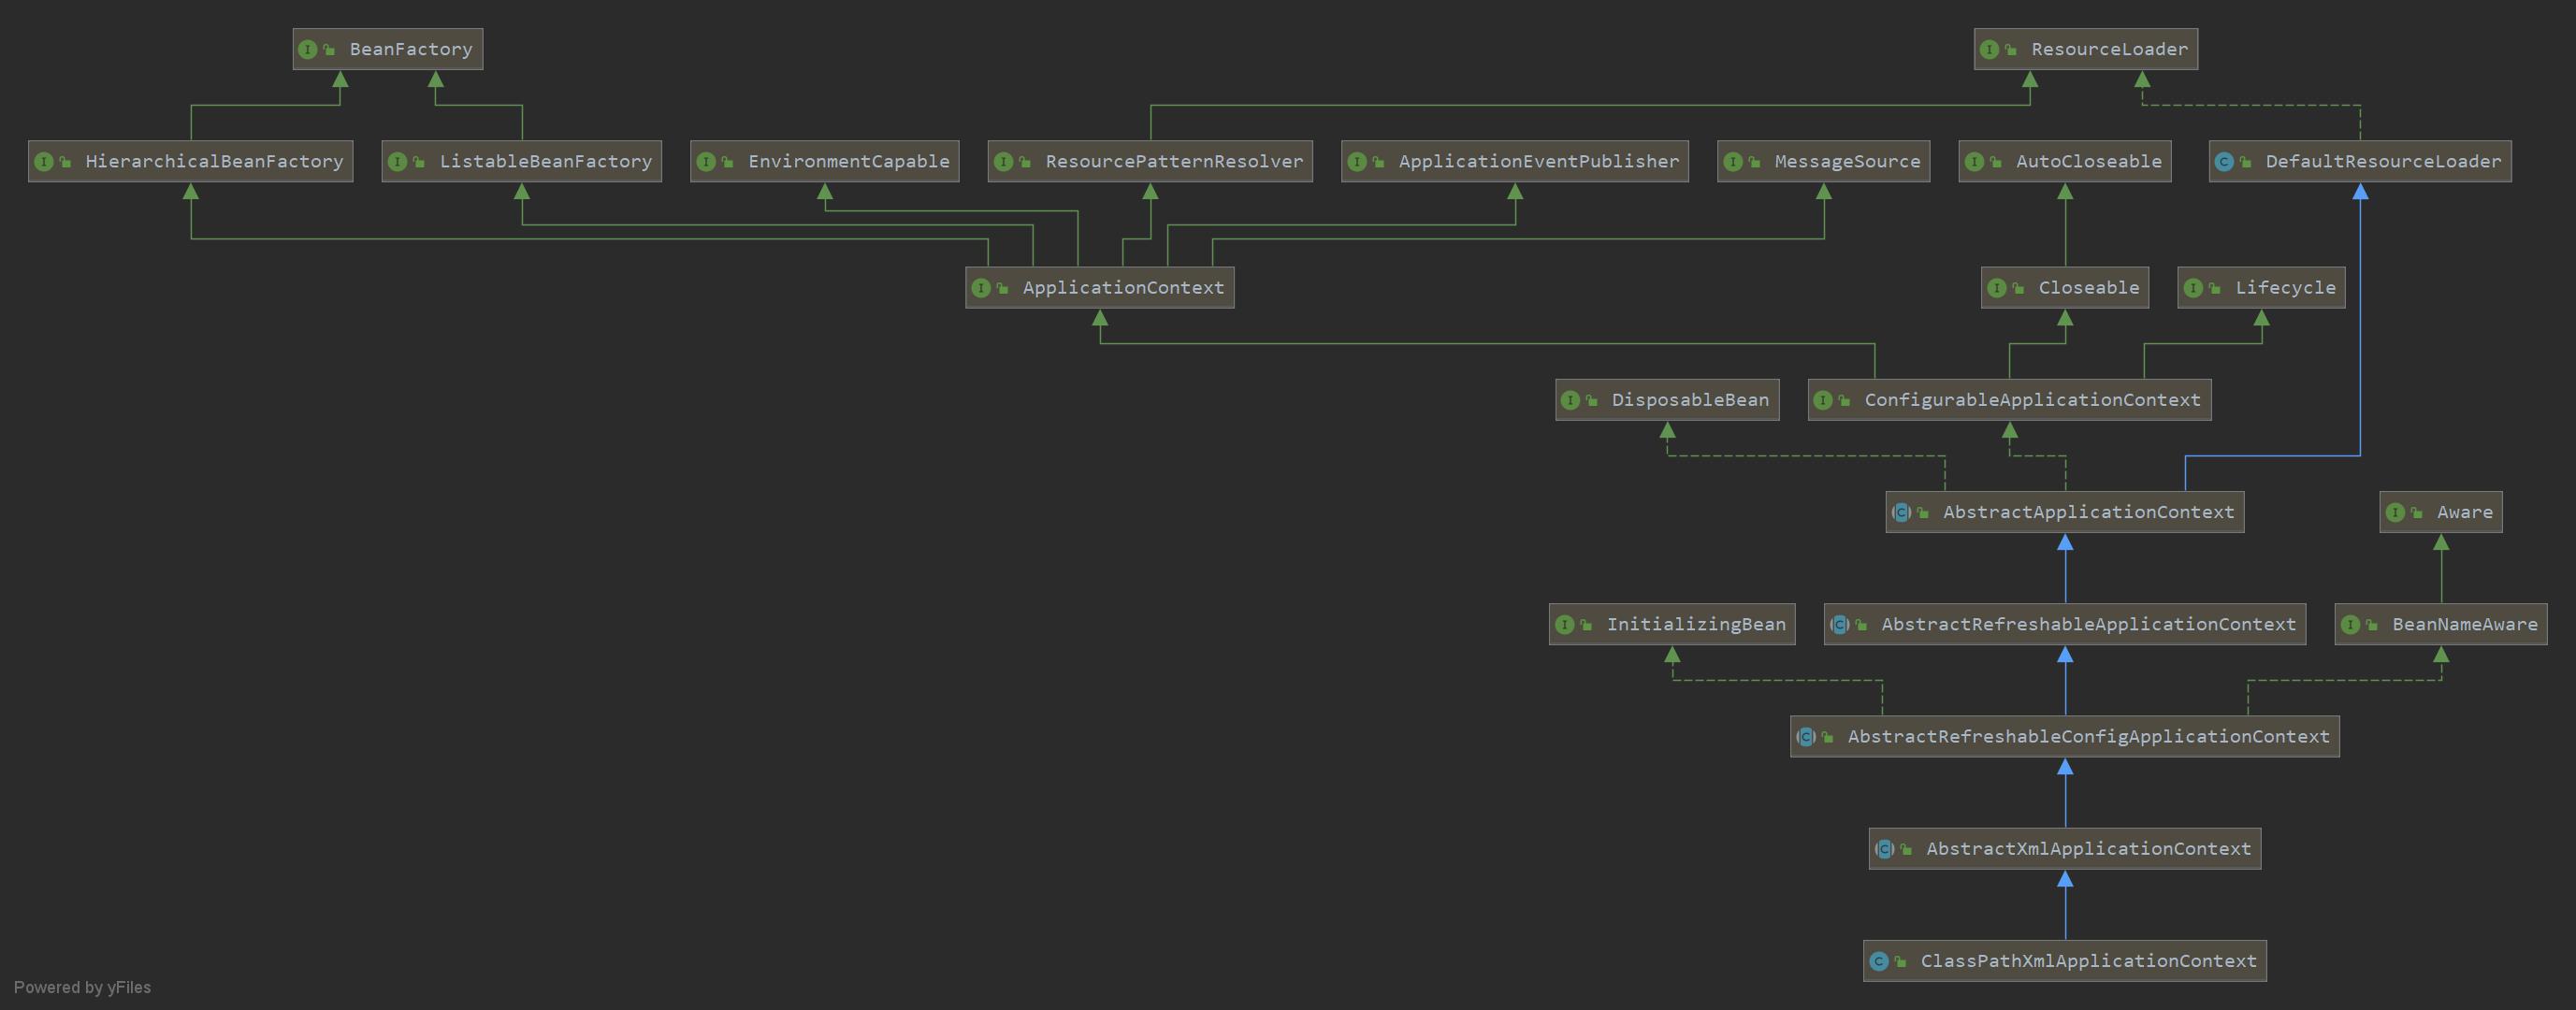 BeanFactory
ResourceLoader
HierarchicalBeanFactory
ListableBeanFactory
EnvironmentCapable
ResourcePatternResolver
ApplicationEventPublisher
MessageSource
AutoCloseable
DefaultResourceLoader
ApplicationContext
Closeable
Lifecycle
DisposableBean
ConfigurableApplicationContext
AbstractApplicationContext
Aware
InitializingBean
AbstractRefreshableApplicationContext
BeanNameAware
AbstractRefreshableConfigApplicationContext
AbstractXmlApplicationContext
ClassPathXmlApplicationContext
Powered by yFiles